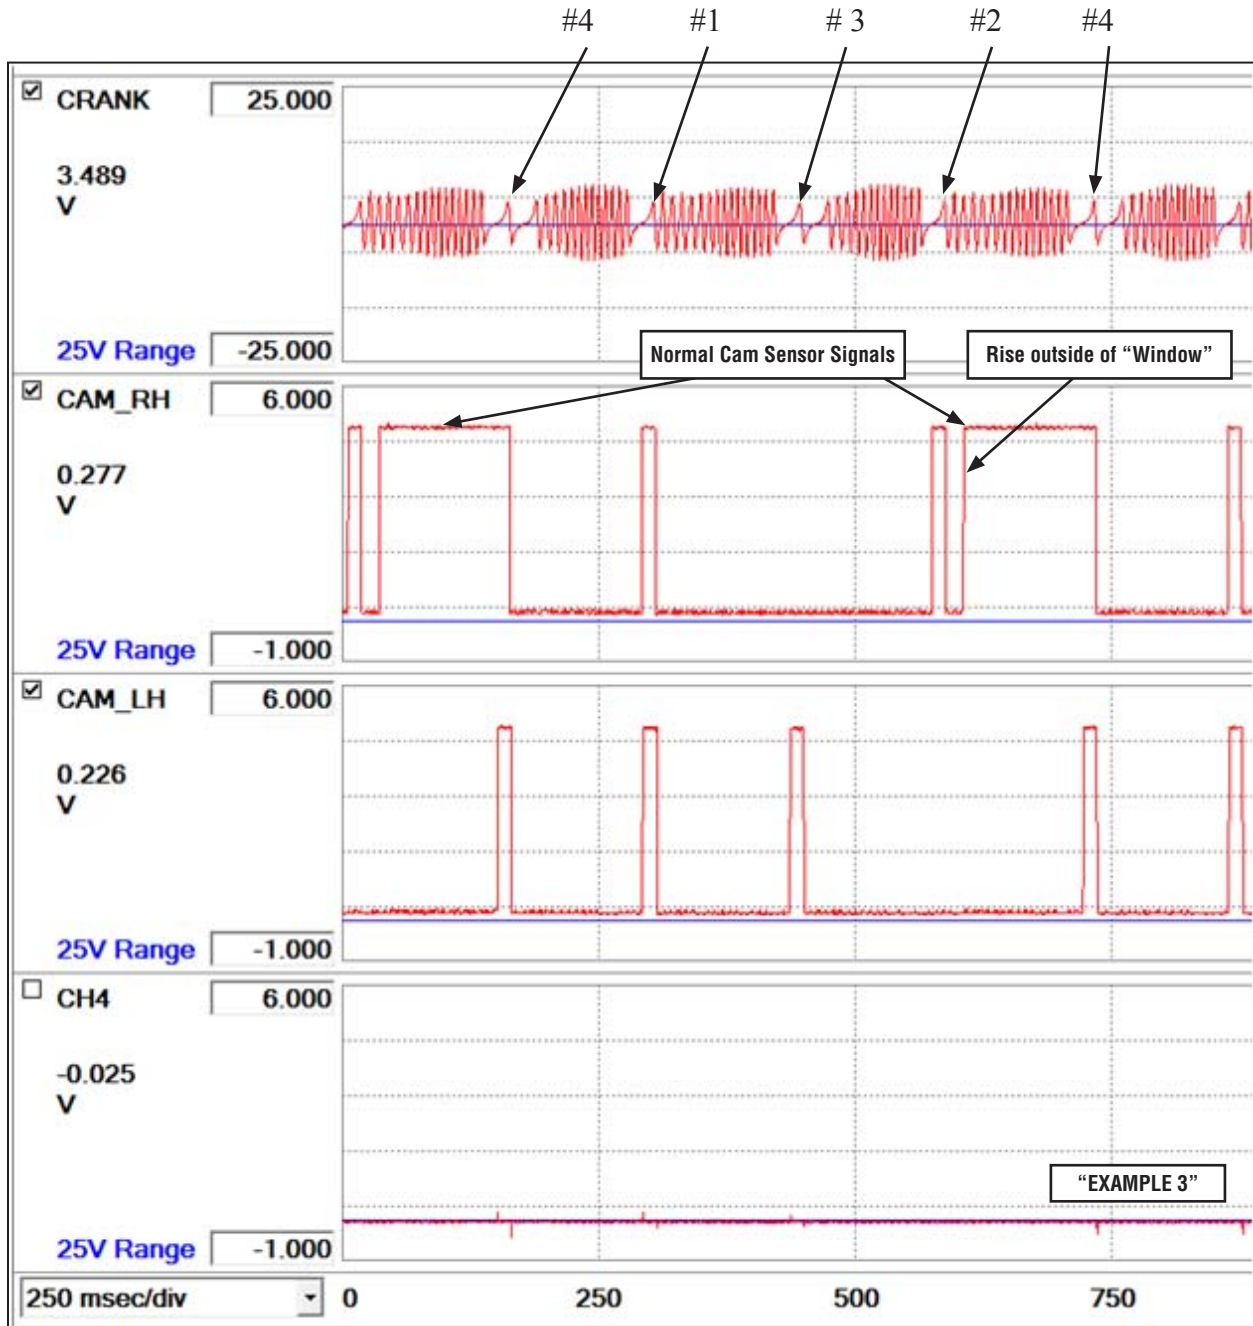 #4 #1 # 3 #2 #4
CRANK 25.000
3.489
V
25V Range -25.000
Normal Cam Sensor Signals
Rise outside of “Window”
CAM_RH 6.000
0.277
V
25V Range -1.000
CAM_LH 6.000
0.226
V
25V Range -1.000
CH4 6.000
-0.025
V
“EXAMPLE 3”
25V Range -1.000
250 msec/div 0 250 500 750